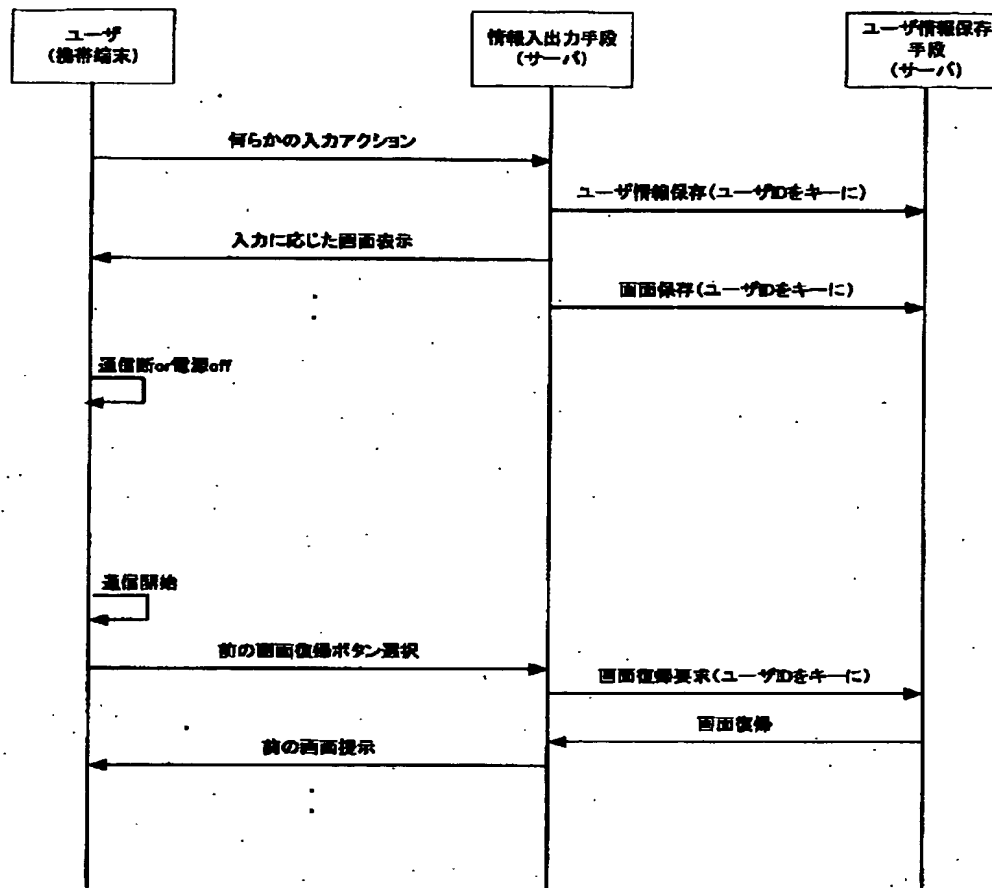 ユーザ
(携帯端末)
情報入出力手段
(サーバ)
ユーザ情報保存
手段
(サーバ)
何らかの入力アクション
ユーザ情報保存(ユーザIDをキーに)
入力に応じた画面表示
画面保存(ユーザIDをキーに)
通信断or電源off
通信開始
前の画面復帰ボタン選択
画面復帰要求(ユーザIDをキーに)
画面復帰
前の画面提示